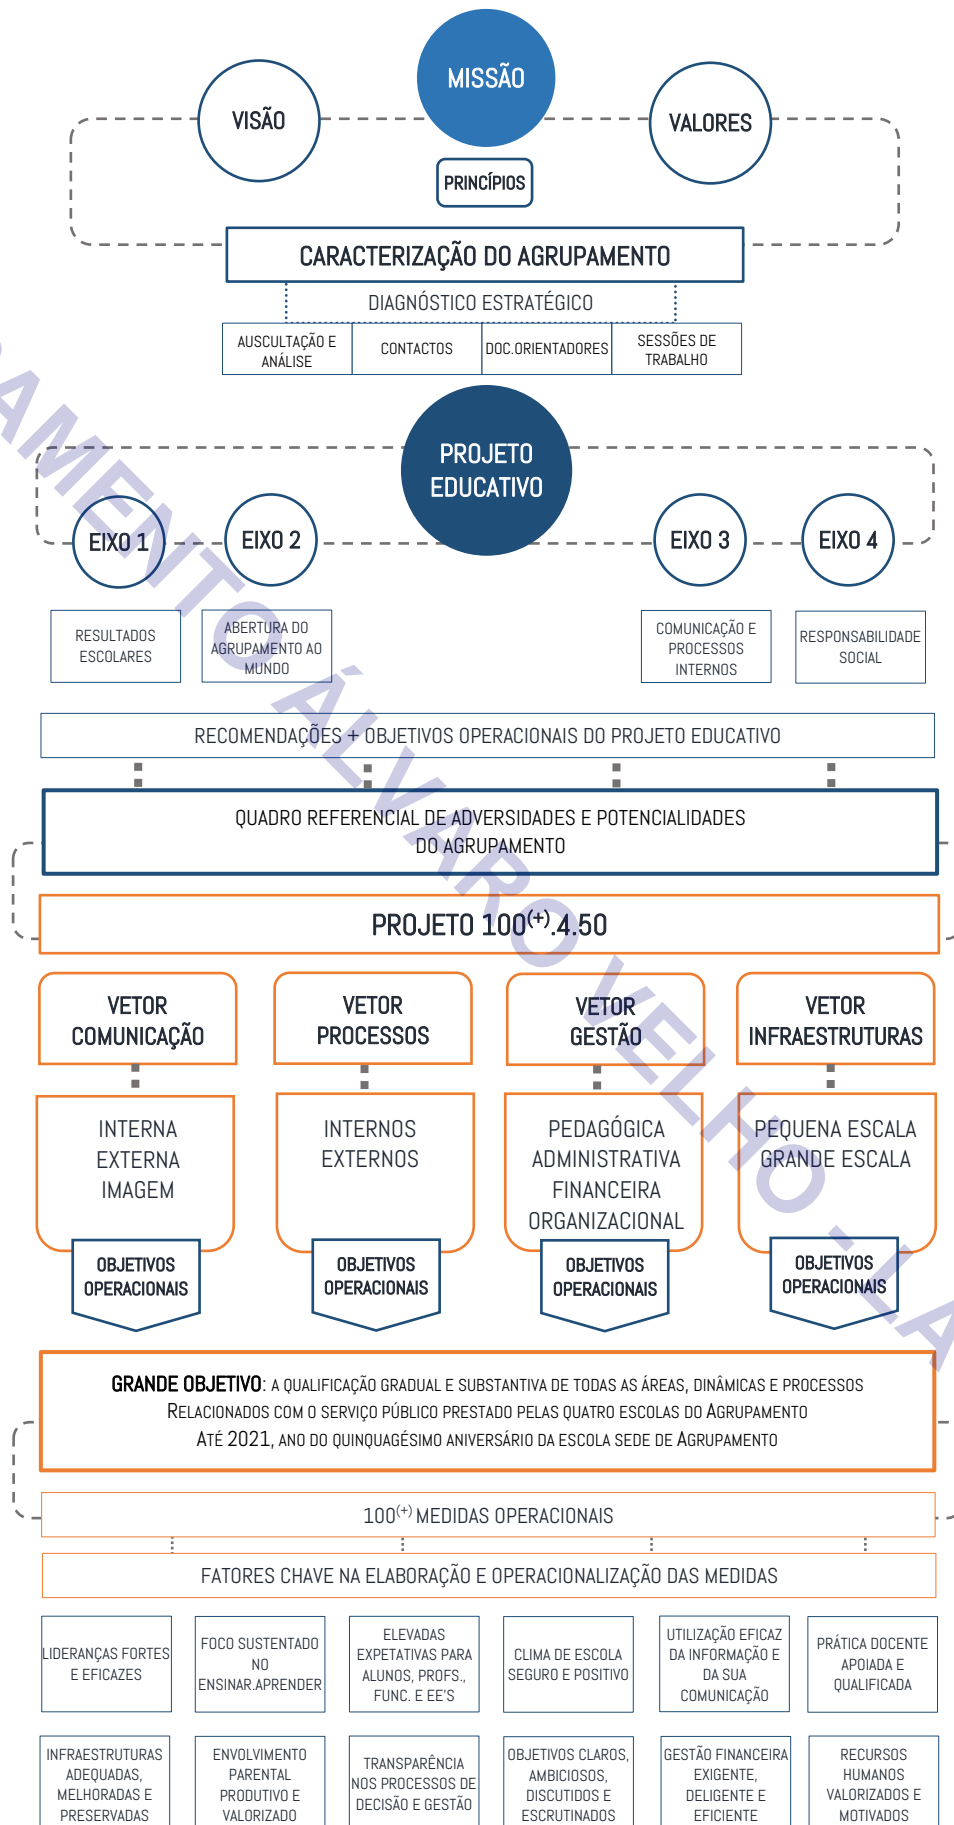 MISSÃO
VISÃO
VALORES
PRINCÍPIOS
CARACTERIZAÇÃO DO AGRUPAMENTO
DIAGNÓSTICO ESTRATÉGICO
AUSCULTAÇÃO E
ANÁLISE
CONTACTOS
DOC.ORIENTADORES
SESSÕES DE
TRABALHO
PROJETO
EDUCATIVO
EIXO 1
EIXO 2
EIXO 3
EIXO 4
RESULTADOS
ESCOLARES
ABERTURA DO
AGRUPAMENTO AO
MUNDO
COMUNICAÇÃO E
PROCESSOS
INTERNOS
RESPONSABILIDADE
SOCIAL
RECOMENDAÇÕES + OBJETIVOS OPERACIONAIS DO PROJETO EDUCATIVO
QUADRO REFERENCIAL DE ADVERSIDADES E POTENCIALIDADES
DO AGRUPAMENTO
PROJETO 100(+).4.50
VETOR
COMUNICAÇÃO
VETOR
PROCESSOS
VETOR
GESTÃO
VETOR
INFRAESTRUTURAS
INTERNA
EXTERNA
IMAGEM
INTERNOS
EXTERNOS
PEDAGÓGICA
ADMINISTRATIVA
FINANCEIRA
ORGANIZACIONAL
PEQUENA ESCALA
GRANDE ESCALA
OBJETIVOS
OPERACIONAIS
OBJETIVOS
OPERACIONAIS
OBJETIVOS
OPERACIONAIS
OBJETIVOS
OPERACIONAIS
GRANDE OBJETIVO: A QUALIFICAÇÃO GRADUAL E SUBSTANTIVA DE TODAS AS ÁREAS, DINÂMICAS E PROCESSOS
RELACIONADOS COM O SERVIÇO PÚBLICO PRESTADO PELAS QUATRO ESCOLAS DO AGRUPAMENTO
ATÉ 2021, ANO DO QUINQUAGÉSIMO ANIVERSÁRIO DA ESCOLA SEDE DE AGRUPAMENTO
100(+) MEDIDAS OPERACIONAIS
FATORES CHAVE NA ELABORAÇÃO E OPERACIONALIZAÇÃO DAS MEDIDAS
LIDERANÇAS FORTES
E EFICAZES
FOCO SUSTENTADO
NO
ENSINAR.APRENDER
ELEVADAS
EXPETATIVAS PARA
ALUNOS, PROFS.,
FUNC. E EE'S
CLIMA DE ESCOLA
SEGURO E POSITIVO
UTILIZAÇÃO EFICAZ
DA INFORMAÇÃO E
DA SUA
COMUNICAÇÃO
PRÁTICA DOCENTE
APOIADA E
QUALIFICADA
INFRAESTRUTURAS
ADEQUADAS,
MELHORADAS E
PRESERVADAS
ENVOLVIMENTO
PARENTAL
PRODUTIVO E
VALORIZADO
TRANSPARÊNCIA
NOS PROCESSOS DE
DECISÃO E GESTÃO
OBJETIVOS CLAROS,
AMBICIOSOS,
DISCUTIDOS E
ESCRUTINADOS
GESTÃO FINANCEIRA
EXIGENTE,
DELIGENTE E
EFICIENTE
RECURSOS
HUMANOS
VALORIZADOS E
MOTIVADOS
AMENTO ÁLVARO VELHO - LA